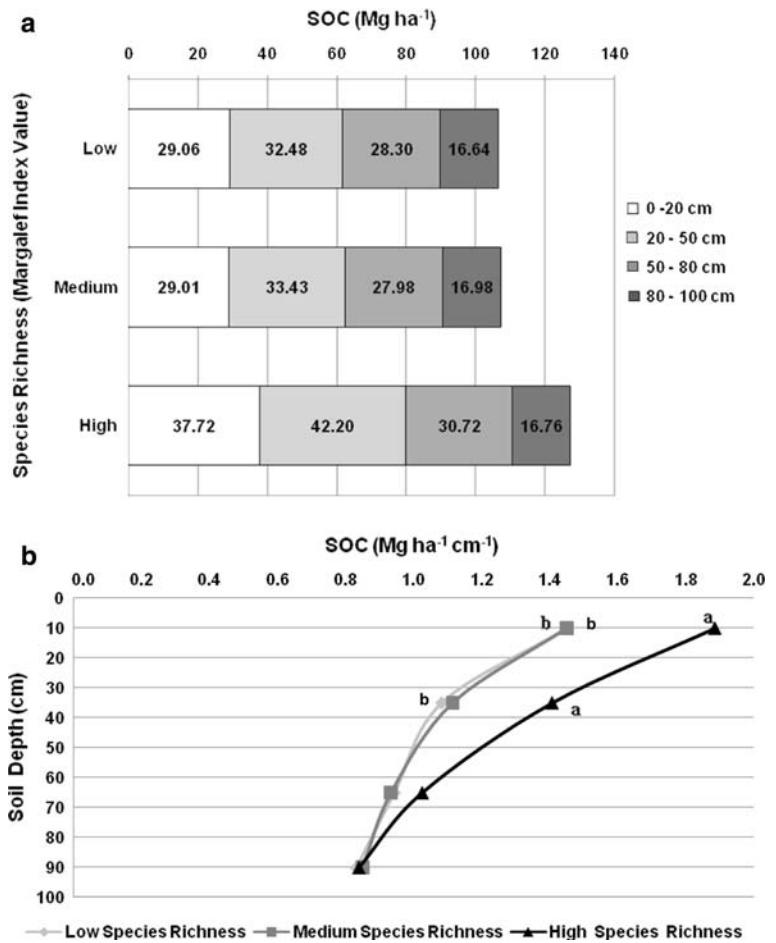 a
SOC (Mg ha⁻¹)
0 20 40 60 80 100 120 140
Species Richness (Margalef Index Value)
Low 29.06 32.48 28.30 16.64
Medium 29.01 33.43 27.98 16.98
High 37.72 42.20 30.72 16.76
0 -20 cm
20 - 50 cm
50 - 80 cm
80 - 100 cm
b
SOC (Mg ha⁻¹ cm⁻¹)
0.0 0.2 0.4 0.6 0.8 1.0 1.2 1.4 1.6 1.8 2.0
Soil Depth (cm)
0
10 b b a
20
30
b a
40
50
60
70
80
90
100
Low Species Richness Medium Species Richness High Species Richness